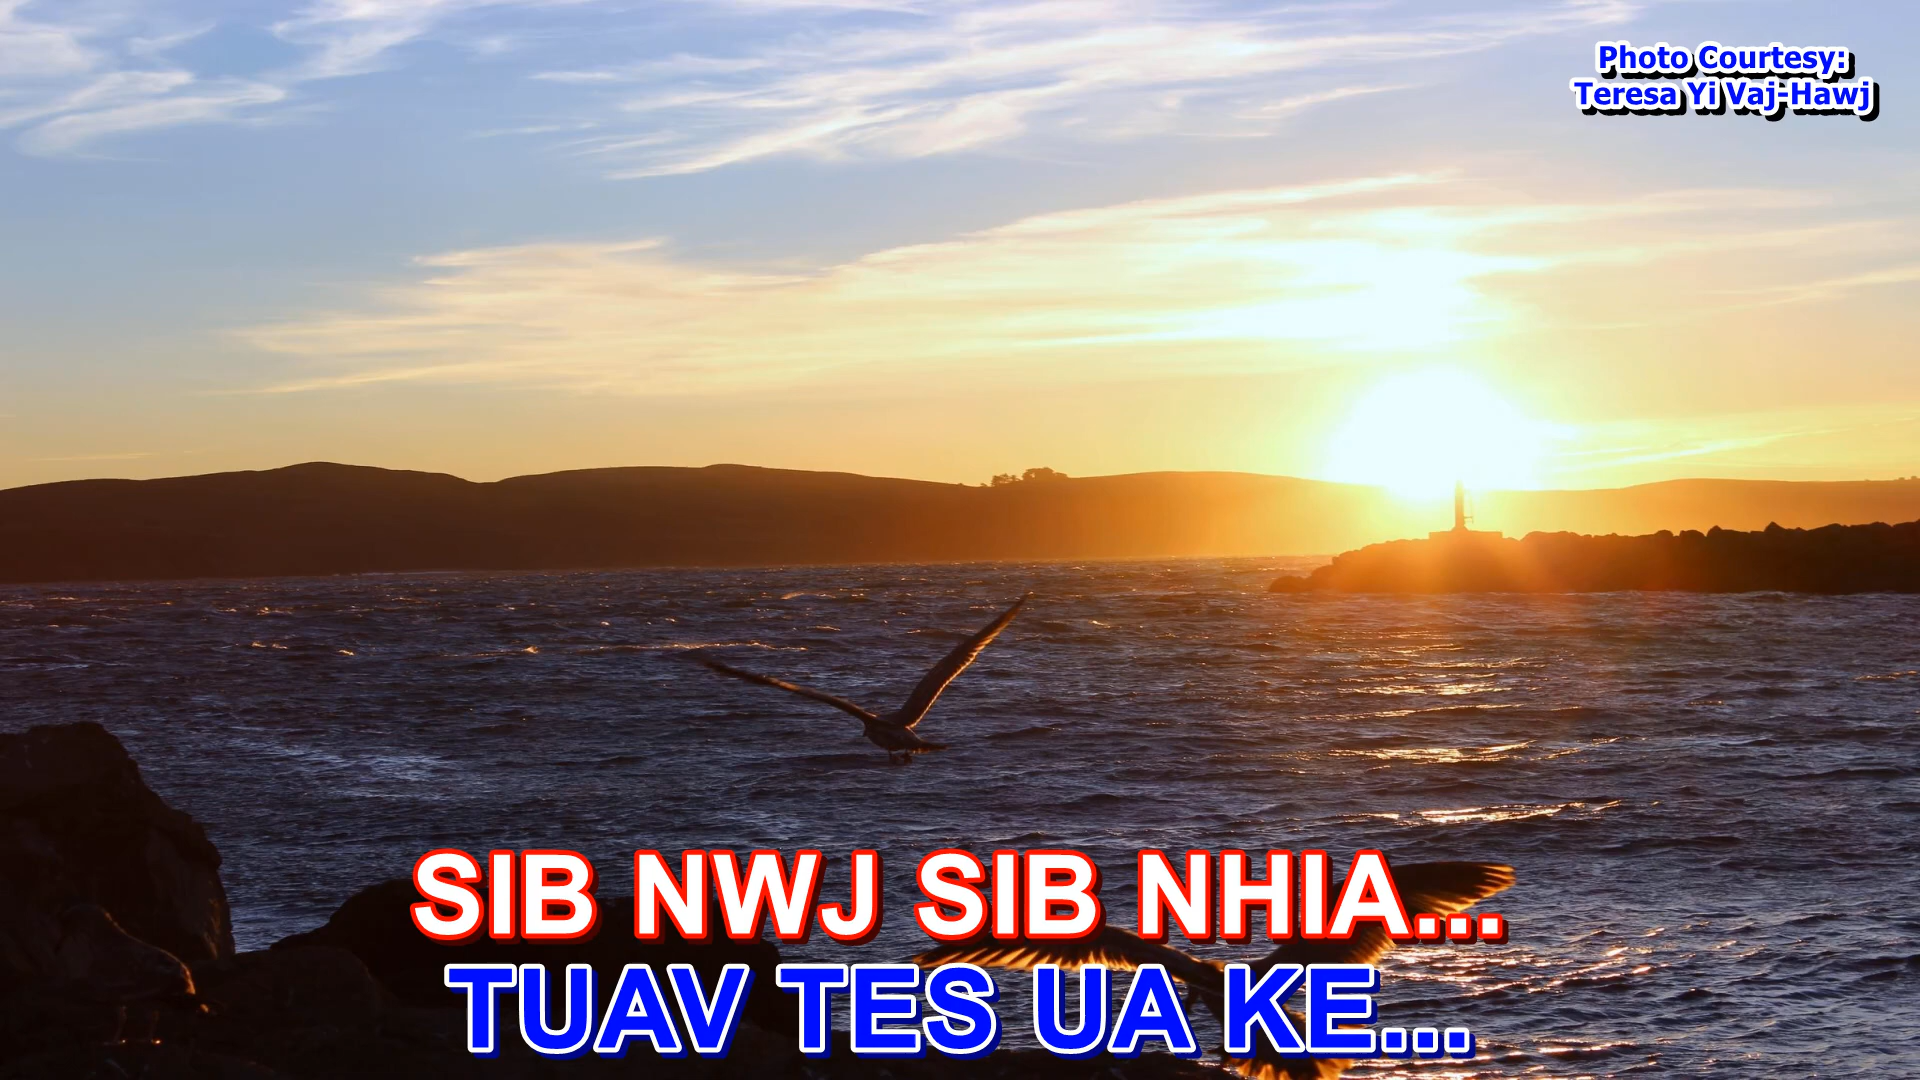 Photo Courtesy:
Teresa Yi Vaj-Hawj
SIB NWJ SIB NHIA...
TUAV TES UA KE...